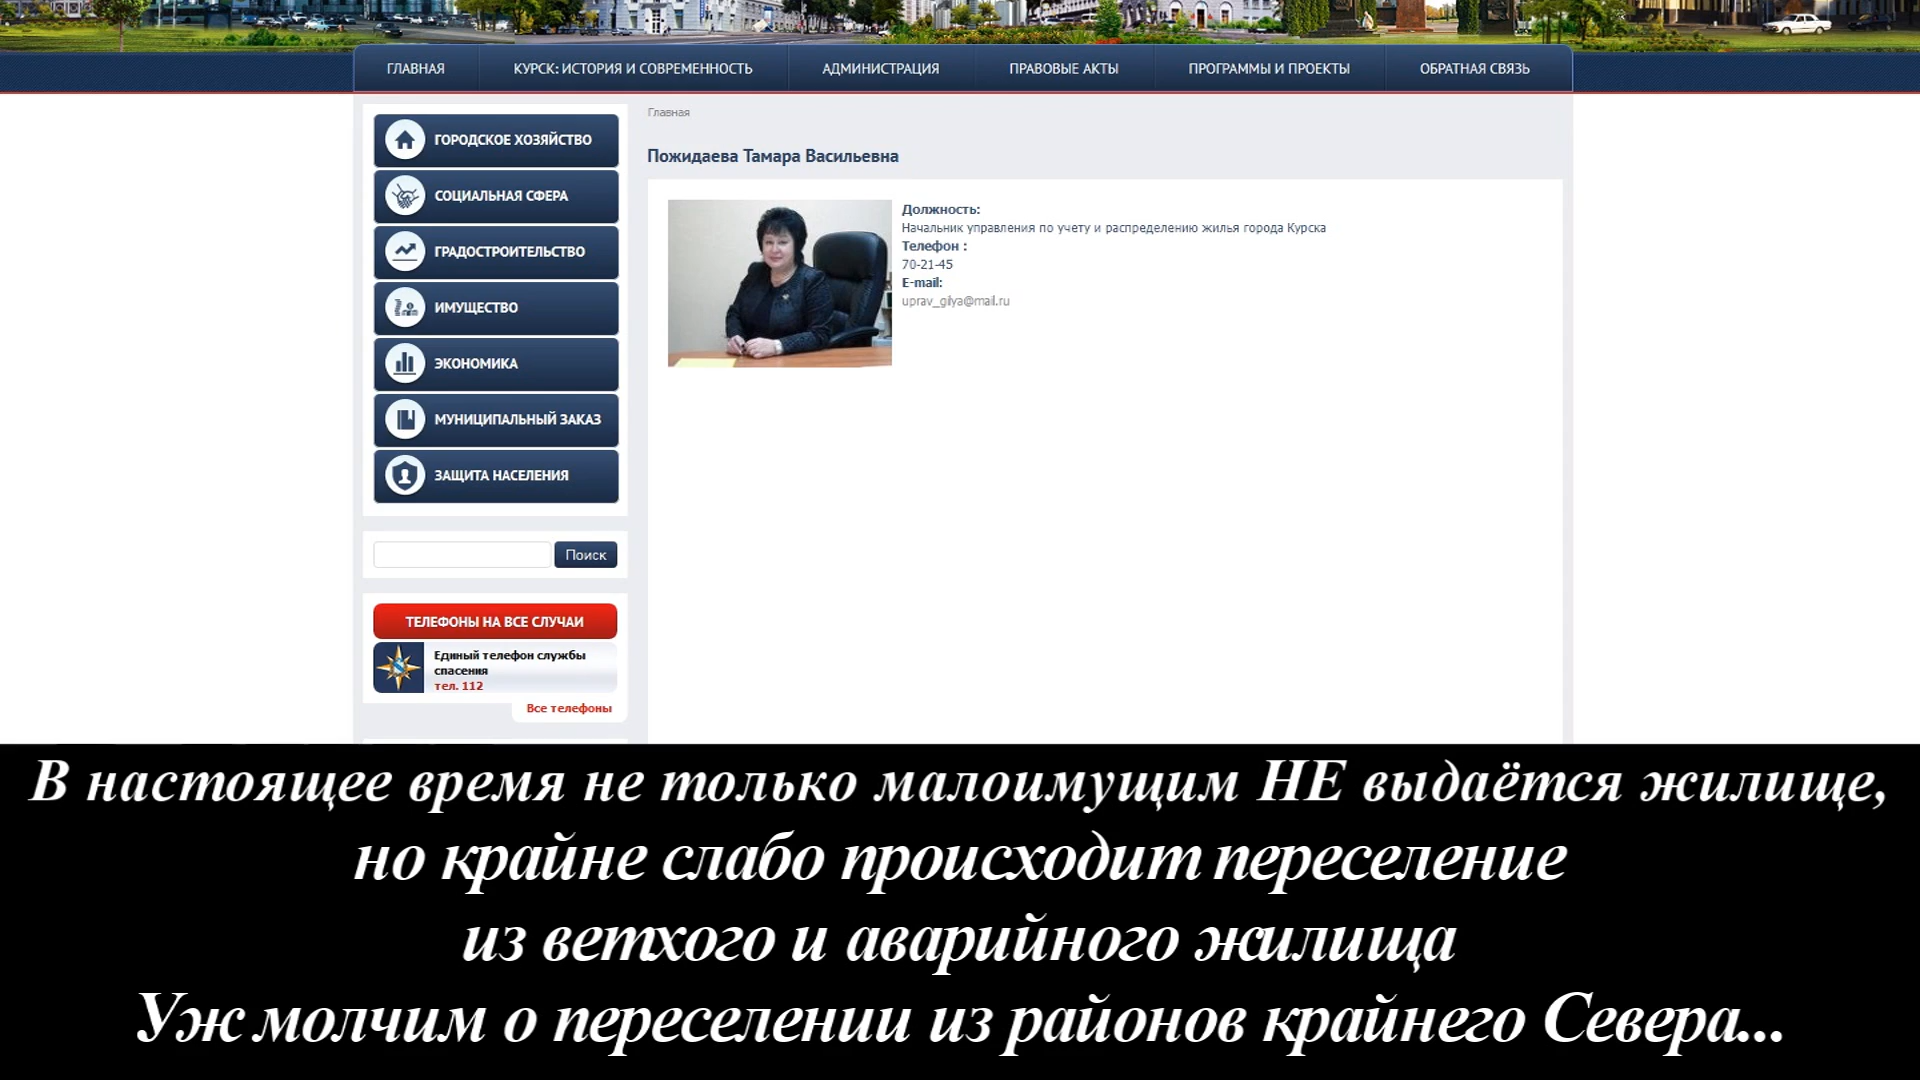 ГЛАВНАЯ
КУРСК: ИСТОРИЯ И СОВРЕМЕННОСТЬ
АДМИНИСТРАЦИЯ
ПРАВОВЫЕ АКТЫ
ПРОГРАММЫ И ПРОЕКТЫ
ОБРАТНАЯ СВЯЗЬ
ГОРОДСКОЕ ХОЗЯЙСТВО
СОЦИАЛЬНАЯ СФЕРА
ГРАДОСТРОИТЕЛЬСТВО
ИМУЩЕСТВО
ЭКОНОМИКА
МУНИЦИПАЛЬНЫЙ ЗАКАЗ
ЗАЩИТА НАСЕЛЕНИЯ
Поиск
ТЕЛЕФОНЫ НА ВСЕ СЛУЧАИ
Единый телефон службы
спасения
тел. 112
Все телефоны
Главная
Пожидаева Тамара Васильевна
Должность:
Начальник управления по учету и распределению жилья города Курска
Телефон :
70-21-45
E-mail:
uprav_gilya@mail.ru
В настоящее время не только малоимущим НЕ выдаётся жилище,
но крайне слабо происходит переселение
из ветхого и аварийного жилища
Уж молчим о переселении из районов крайнего Севера...